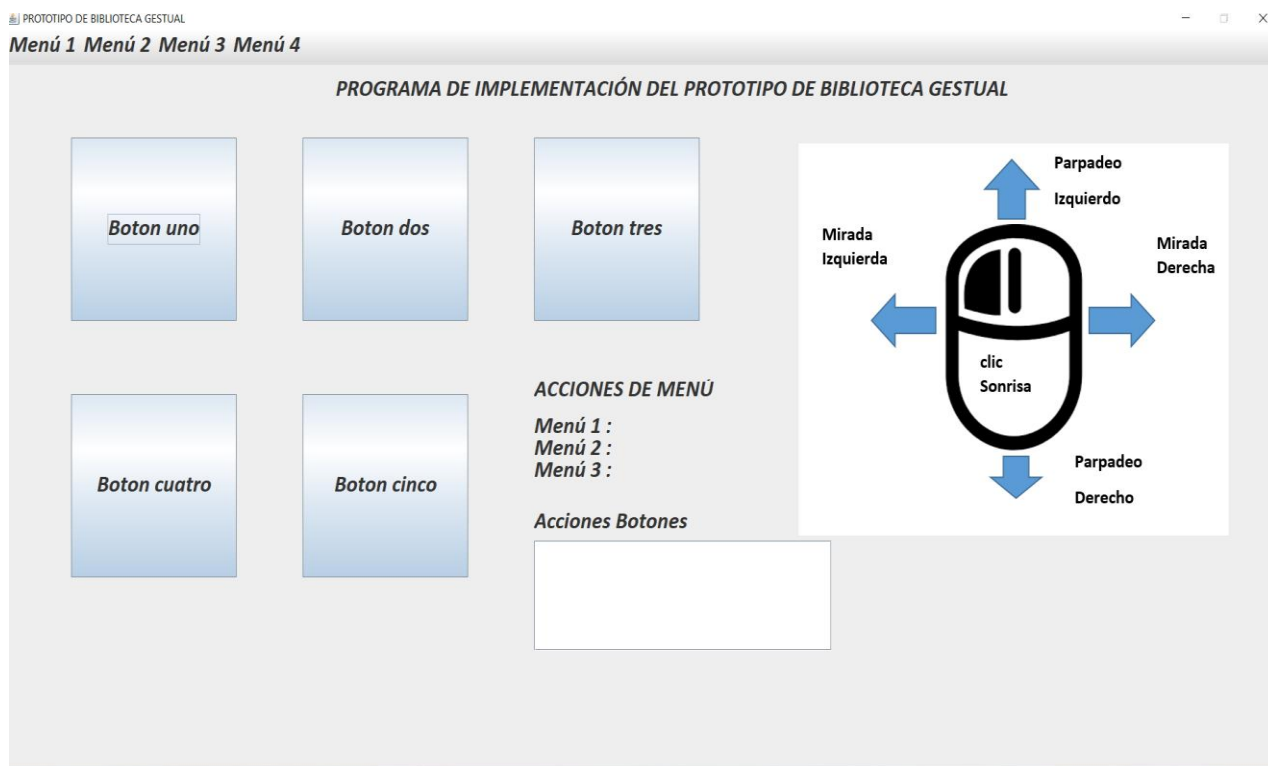 PROTOTIPO DE BIBLIOTECA GESTUAL
Menú 1 Menú 2 Menú 3 Menú 4
PROGRAMA DE IMPLEMENTACIÓN DEL PROTOTIPO DE BIBLIOTECA GESTUAL
Boton uno
Boton dos
Boton tres
Boton cuatro
Boton cinco
ACCIONES DE MENÚ
Menú 1 :
Menú 2 :
Menú 3 :
Acciones Botones
Parpadeo
Izquierdo
Mirada
Izquierda
Mirada
Derecha
clic
Sonrisa
Parpadeo
Derecho